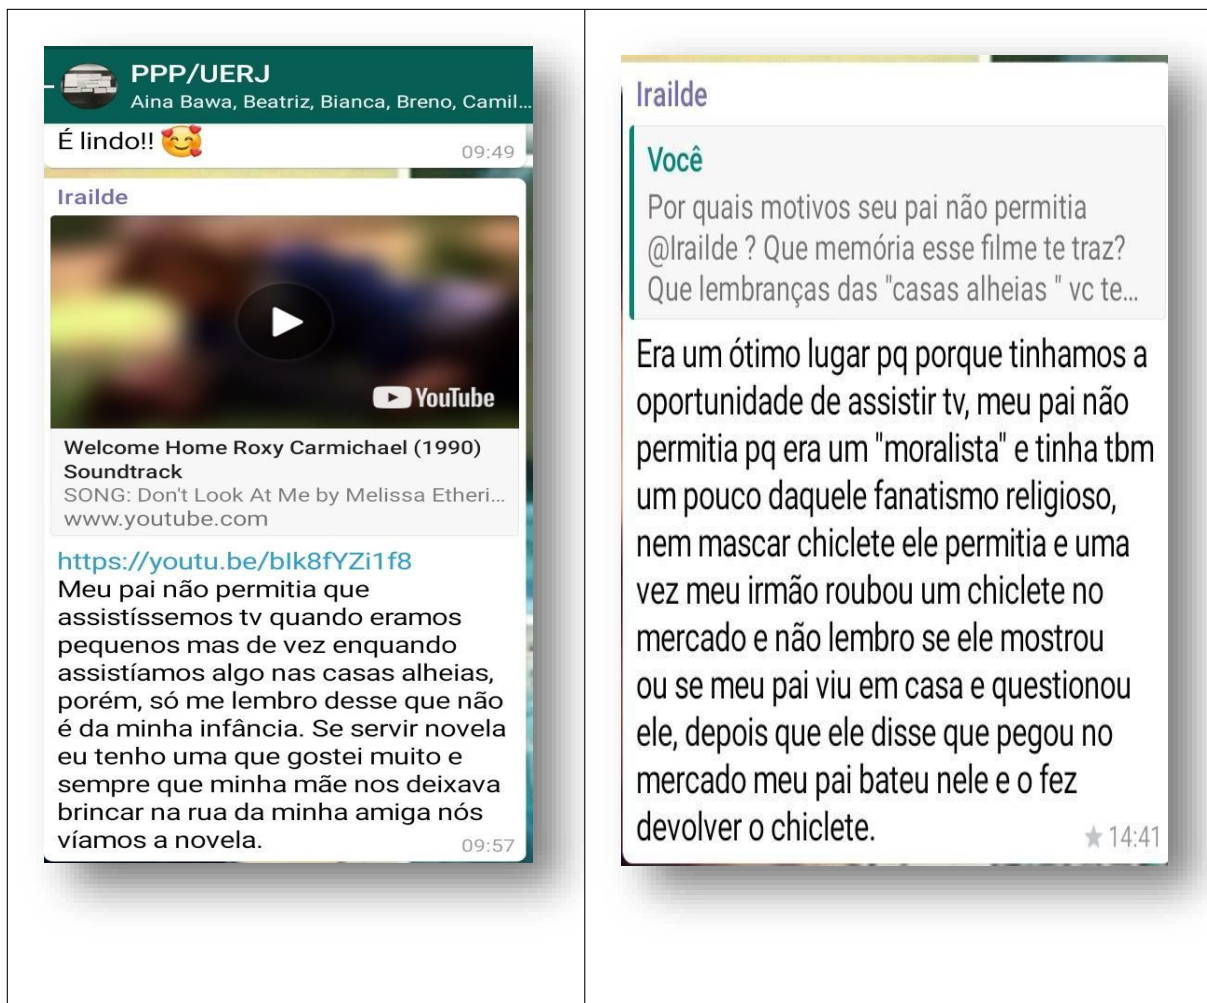 PPP/UERJ
Aina Bawa, Beatriz, Bianca, Breno, Camil...
É lindo!! 🥰
09:49
Irailde
YouTube
Welcome Home Roxy Carmichael (1990)
Soundtrack
SONG: Don't Look At Me by Melissa Etheri...
www.youtube.com
https://youtu.be/bIk8fYZi1f8
Meu pai não permitia que
assistíssemos tv quando eramos
pequenos mas de vez enquando
assistíamos algo nas casas alheias,
porém, só me lembro desse que não
é da minha infância. Se servir novela
eu tenho uma que gostei muito e
sempre que minha mãe nos deixava
brincar na rua da minha amiga nós
víamos a novela.
09:57
Irailde
Você
Por quais motivos seu pai não permitia
@Irailde ? Que memória esse filme te traz?
Que lembranças das "casas alheias " vc te...
Era um ótimo lugar pq porque tinhamos a
oportunidade de assistir tv, meu pai não
permitia pq era um "moralista" e tinha tbm
um pouco daquele fanatismo religioso,
nem mascar chiclete ele permitia e uma
vez meu irmão roubou um chiclete no
mercado e não lembro se ele mostrou
ou se meu pai viu em casa e questionou
ele, depois que ele disse que pegou no
mercado meu pai bateu nele e o fez
devolver o chiclete.
14:41